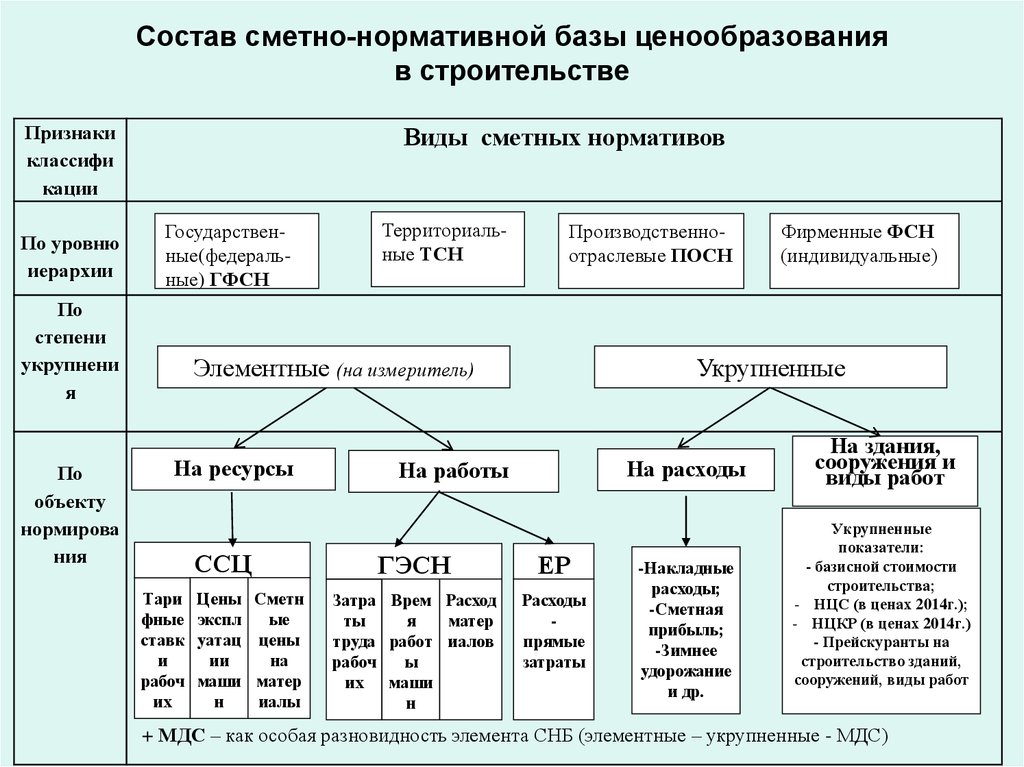 Состав сметно-нормативной базы ценообразования
в строительстве
Признаки
классифи
кации
Виды сметных нормативов
По уровню
иерархии
Государствен-
ные(федераль-
ные) ГФСН
Территориаль-
ные ТСН
Производственно-
отраслевые ПОСН
Фирменные ФСН
(индивидуальные)
По
степени
укрупнени
я
Элементные (на измеритель)
Укрупненные
По
объекту
нормирова
ния
На ресурсы
На работы
На расходы
На здания,
сооружения и
виды работ
ССЦ
Тари
фные
ставк
и
рабоч
их
Цены
экспл
уатац
ии
маши
н
Сметн
ые
цены
на
матер
иалы
ГЭСН
Затра
ты
труда
рабоч
их
Врем
я
работ
ы
маши
н
Расход
матер
иалов
ЕР
Расходы
-
прямые
затраты
-Накладные
расходы;
-Сметная
прибыль;
-Зимнее
удорожание
и др.
Укрупненные
показатели:
- базисной стоимости
строительства;
- НЦС (в ценах 2014г.);
- НЦКР (в ценах 2014г.)
- Прейскуранты на
строительство зданий,
сооружений, виды работ
+ МДС – как особая разновидность элемента СНБ (элементные – укрупненные - МДС)